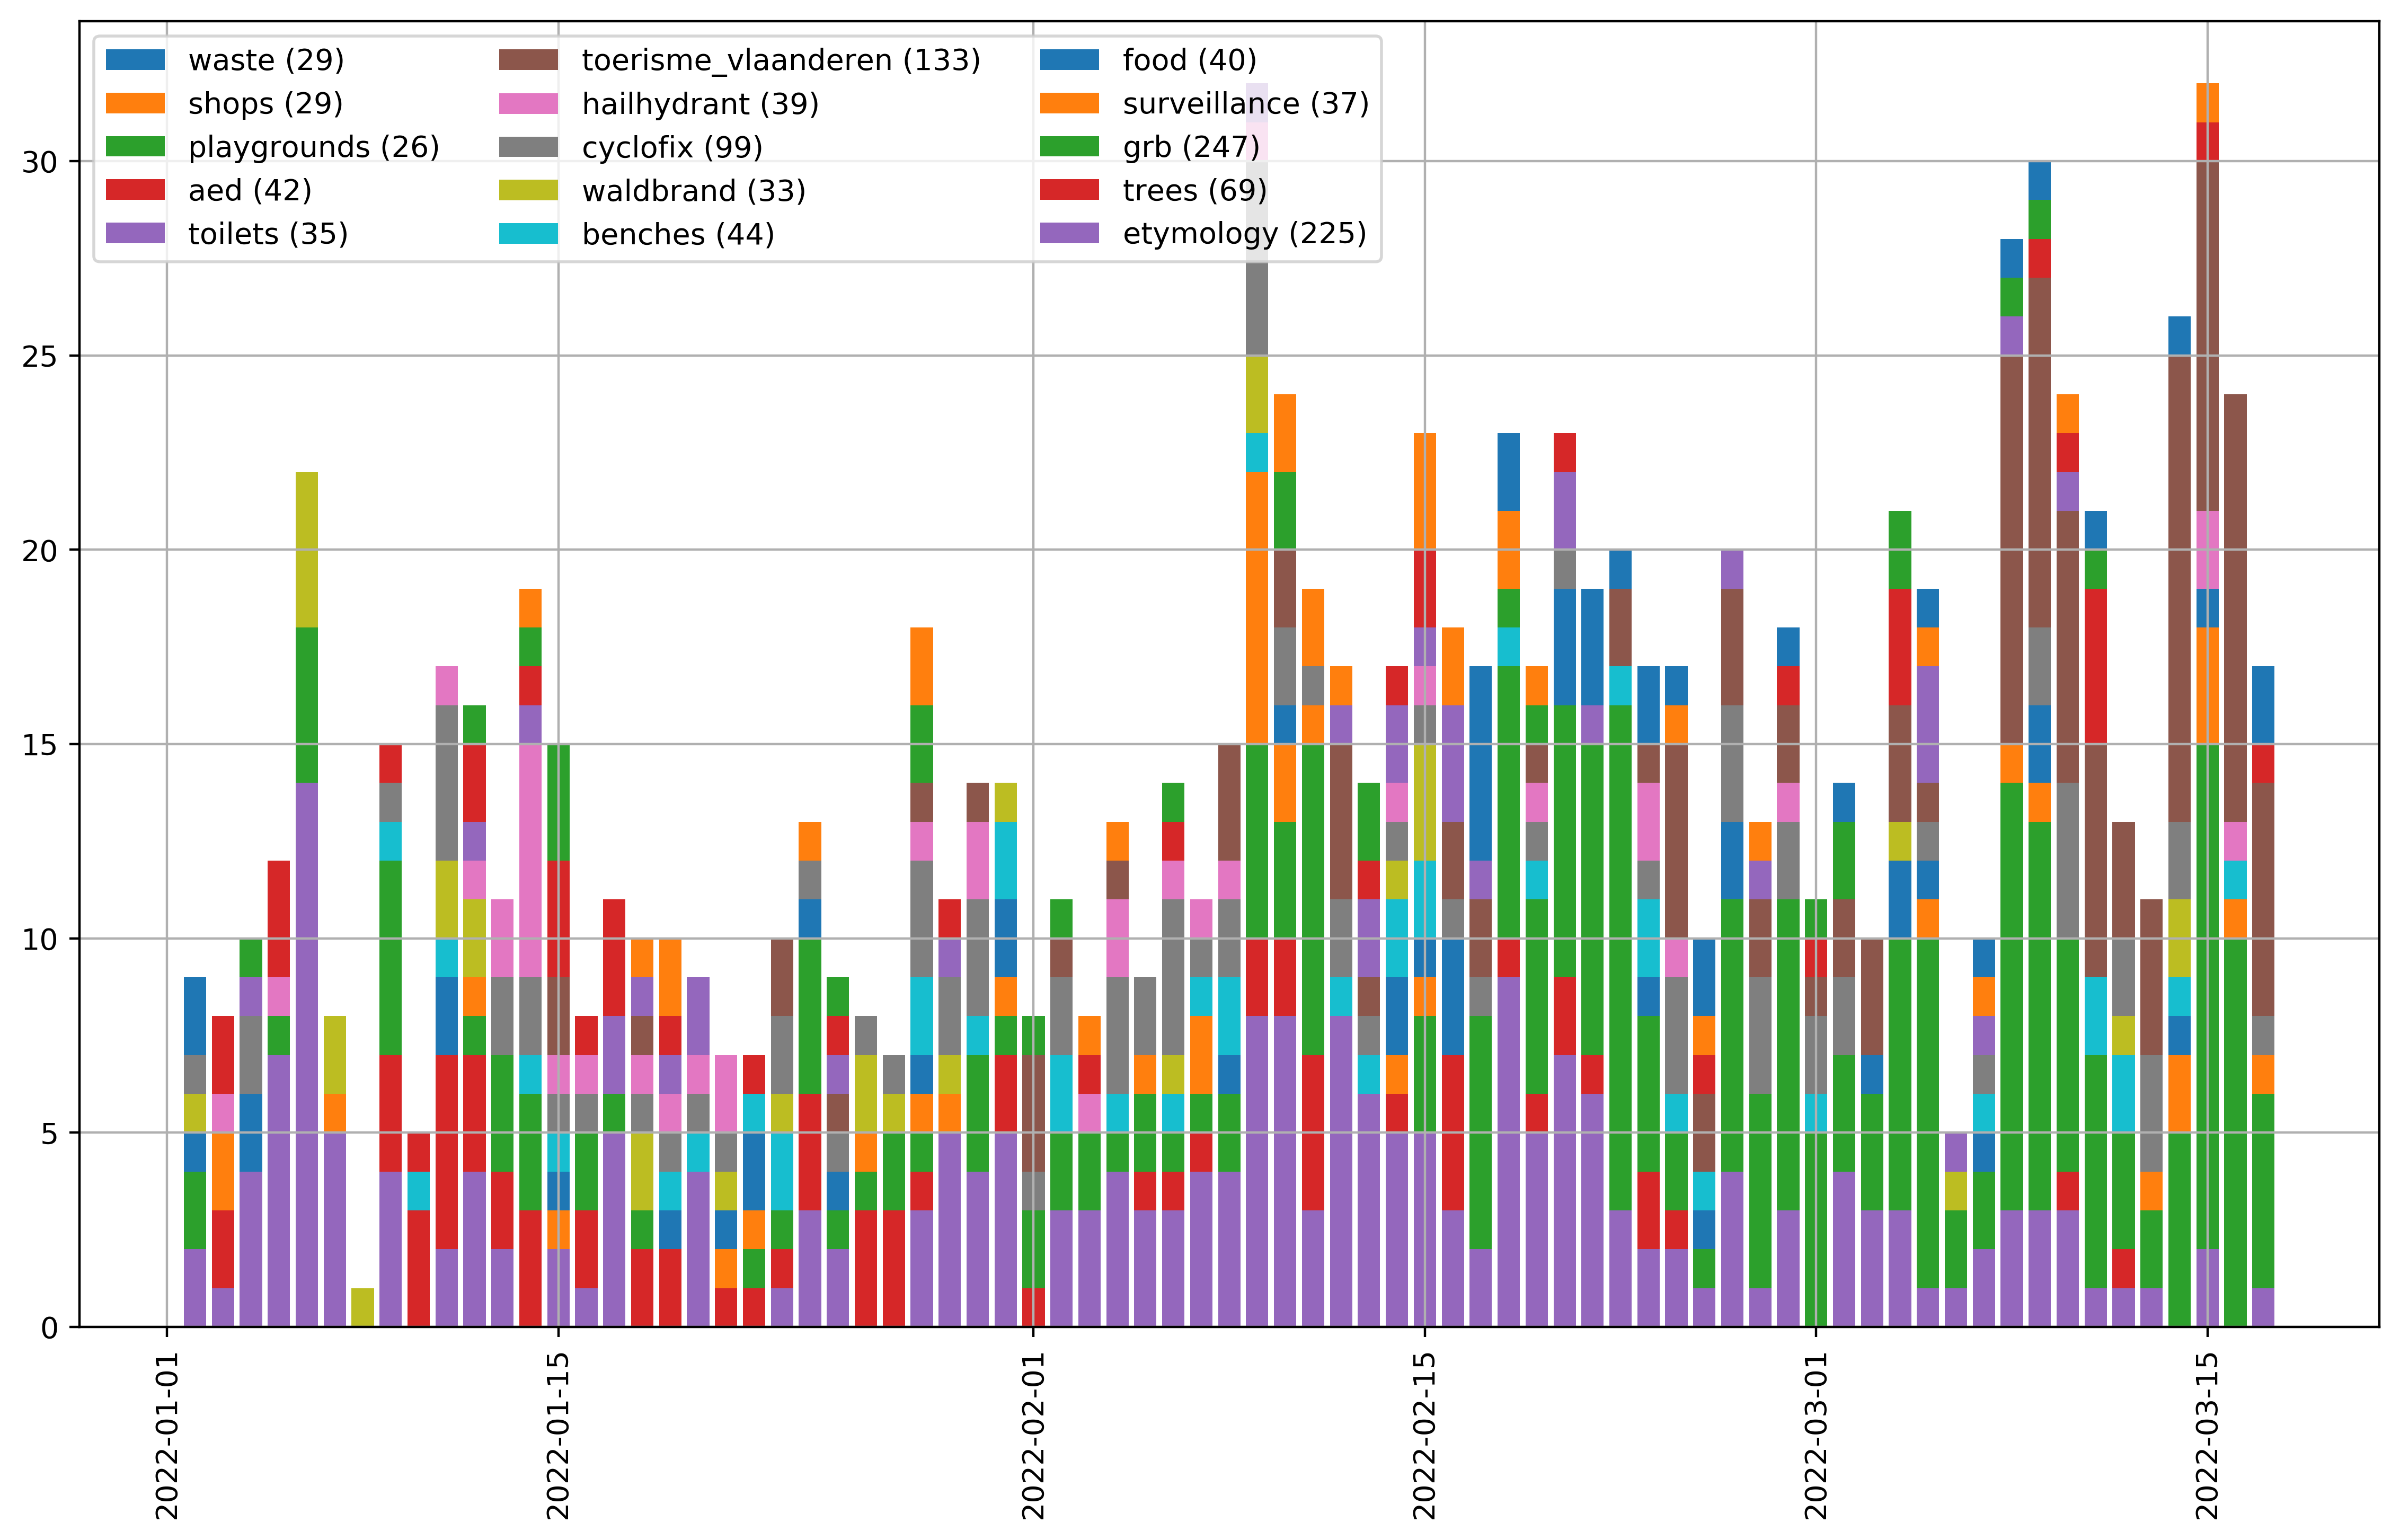 waste (29)
shops (29)
playgrounds (26)
aed (42)
toilets (35)
toerisme_vlaanderen (133)
hailhydrant (39)
cyclofix (99)
waldbrand (33)
benches (44)
food (40)
surveillance (37)
grb (247)
trees (69)
etymology (225)
30
25
20
15
10
5
0
2022-01-01
2022-01-15
2022-02-01
2022-02-15
2022-03-01
2022-03-15